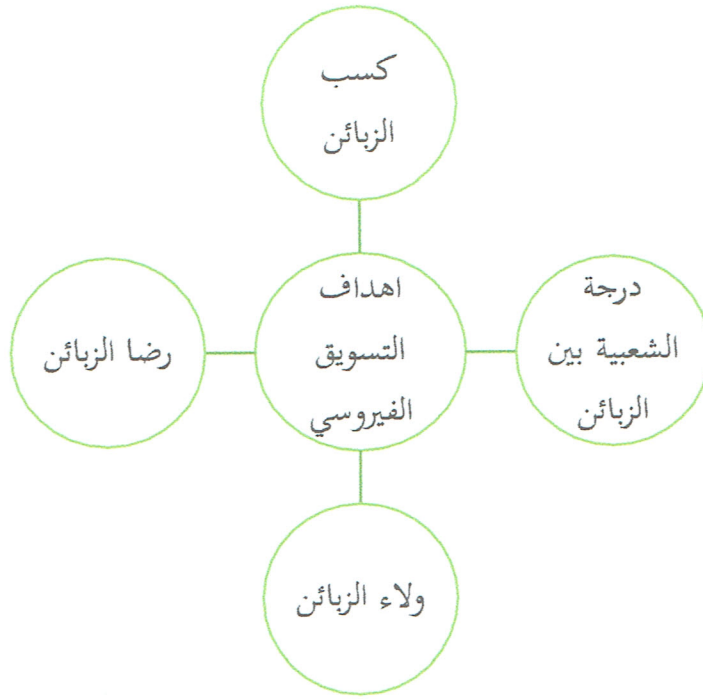 كسب
الزبائن
درجة
الشعبية بين
الزبائن
اهداف
التسويق
الفيروسي
رضا الزبائن
ولاء الزبائن